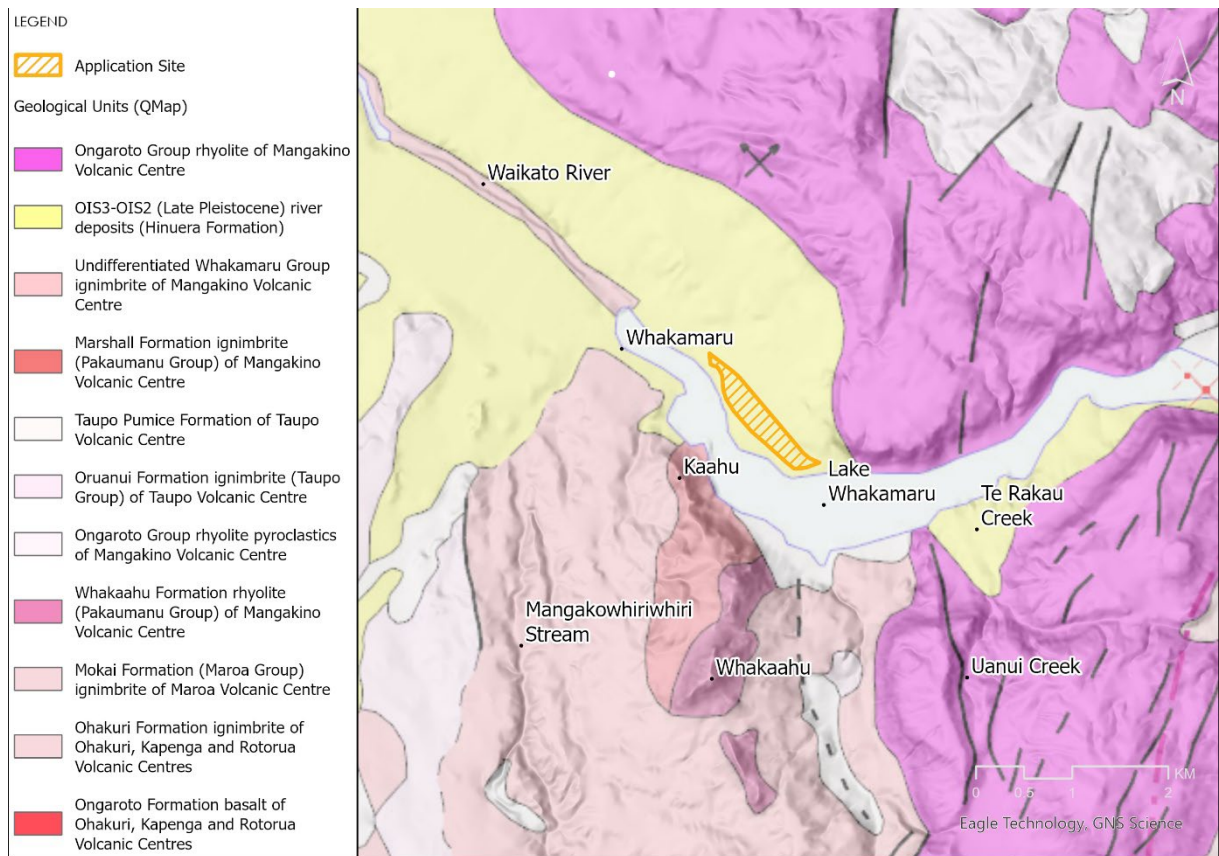 LEGEND
Application Site
Geological Units (QMap)
Ongaroto Group rhyolite of Mangakino
Volcanic Centre
OIS3-OIS2 (Late Pleistocene) river
deposits (Hinuera Formation)
Undifferentiated Whakamaru Group
ignimbrite of Mangakino Volcanic
Centre
Marshall Formation ignimbrite
(Pakaumanu Group) of Mangakino
Volcanic Centre
Taupo Pumice Formation of Taupo
Volcanic Centre
Oruanui Formation ignimbrite (Taupo
Group) of Taupo Volcanic Centre
Ongaroto Group rhyolite pyroclastics
of Mangakino Volcanic Centre
Whakaahu Formation rhyolite
(Pakaumanu Group) of Mangakino
Volcanic Centre
Mokai Formation (Maroa Group)
ignimbrite of Maroa Volcanic Centre
Ohakuri Formation ignimbrite of
Ohakuri, Kapenga and Rotorua
Volcanic Centres
Ongaroto Formation basalt of
Ohakuri, Kapenga and Rotorua
Volcanic Centres
N
Waikato River
Whakamaru
Kaahu
Lake
Whakamaru
Te Rakau
Creek
Mangakowhiriwhiri
Stream
Whakaahu
Uanui Creek
KM
0 0.5 1 2
Eagle Technology, GNS Science